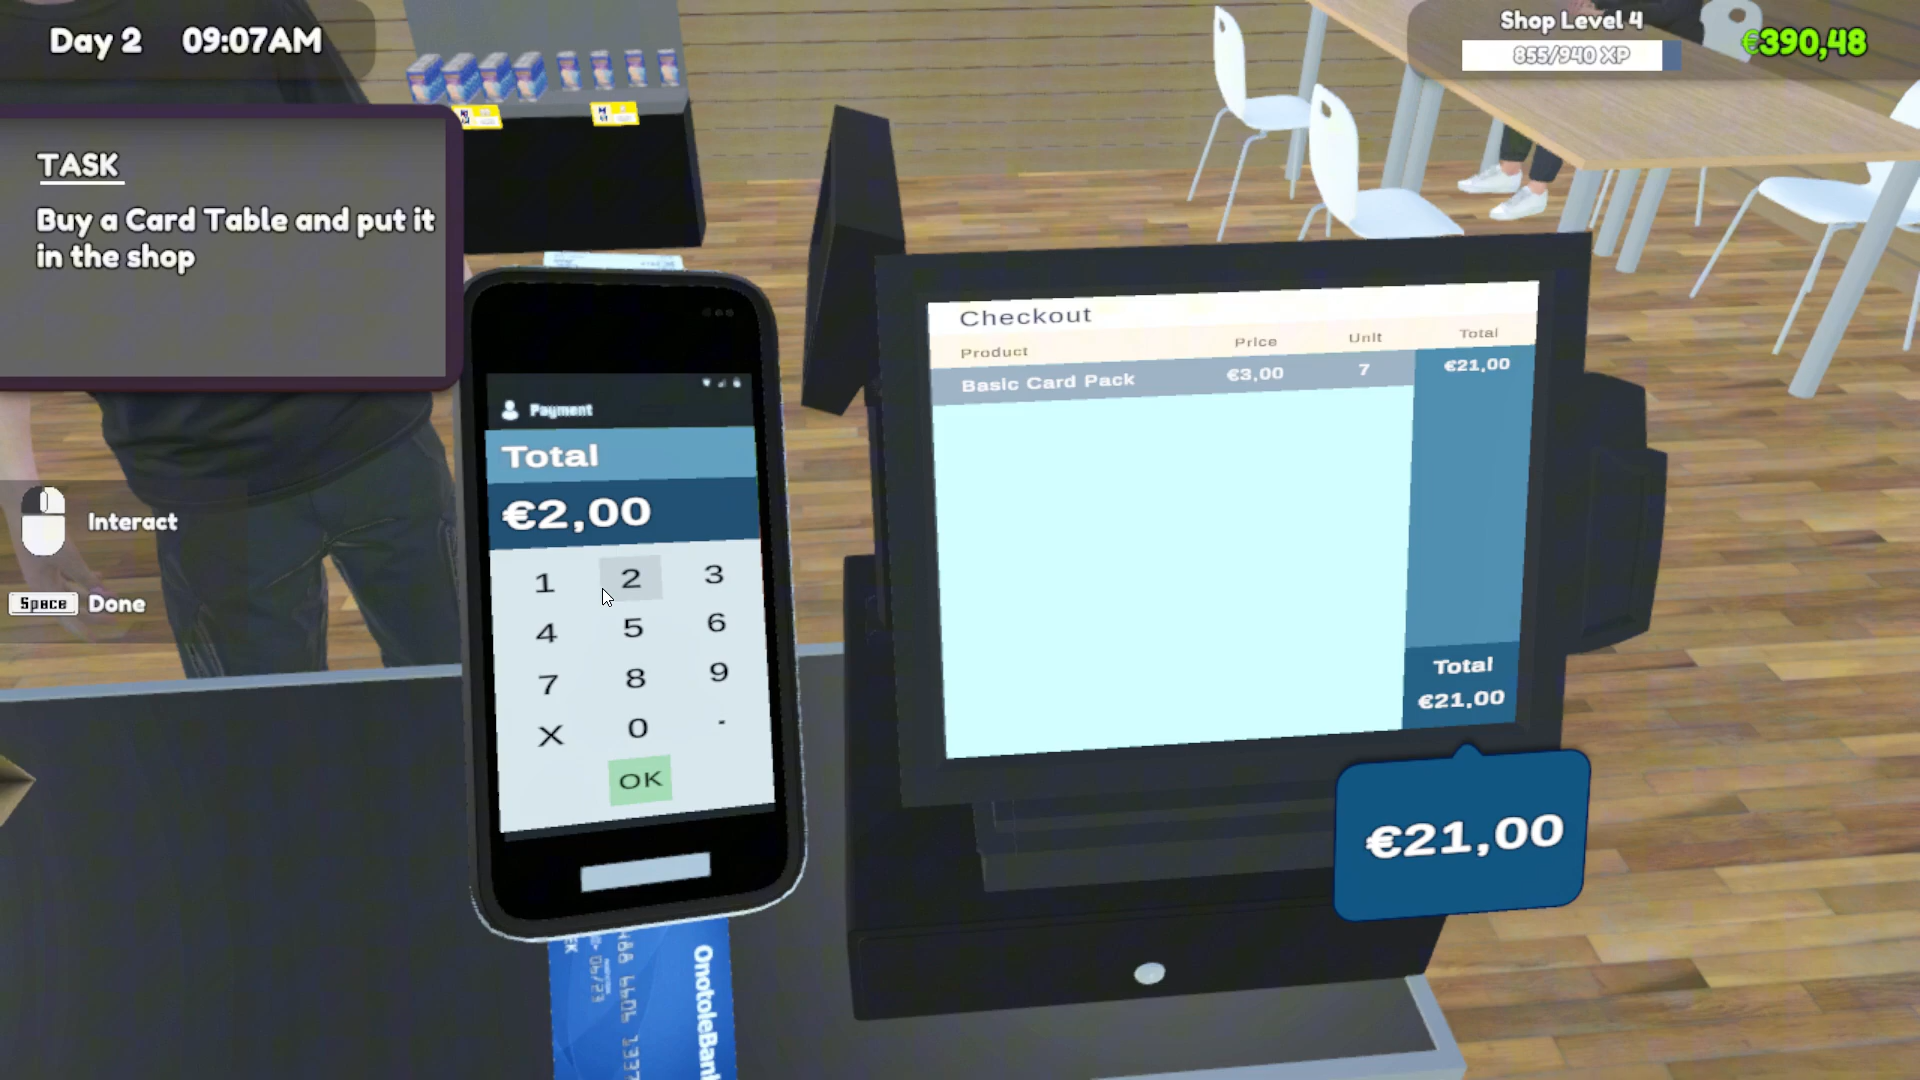 Day 2 09:07AM
Shop Level 4
855/940 XP
€390,48
TASK
Buy a Card Table and put it
in the shop
Interact
Space Done
Payment
Total
€2,00
1 2 3
4 5 6
7 8 9
X 0 .
OK
Checkout
Product Price Unit Total
Basic Card Pack €3,00 7 €21,00
Total
€21,00
€21,00
OnotoleBank